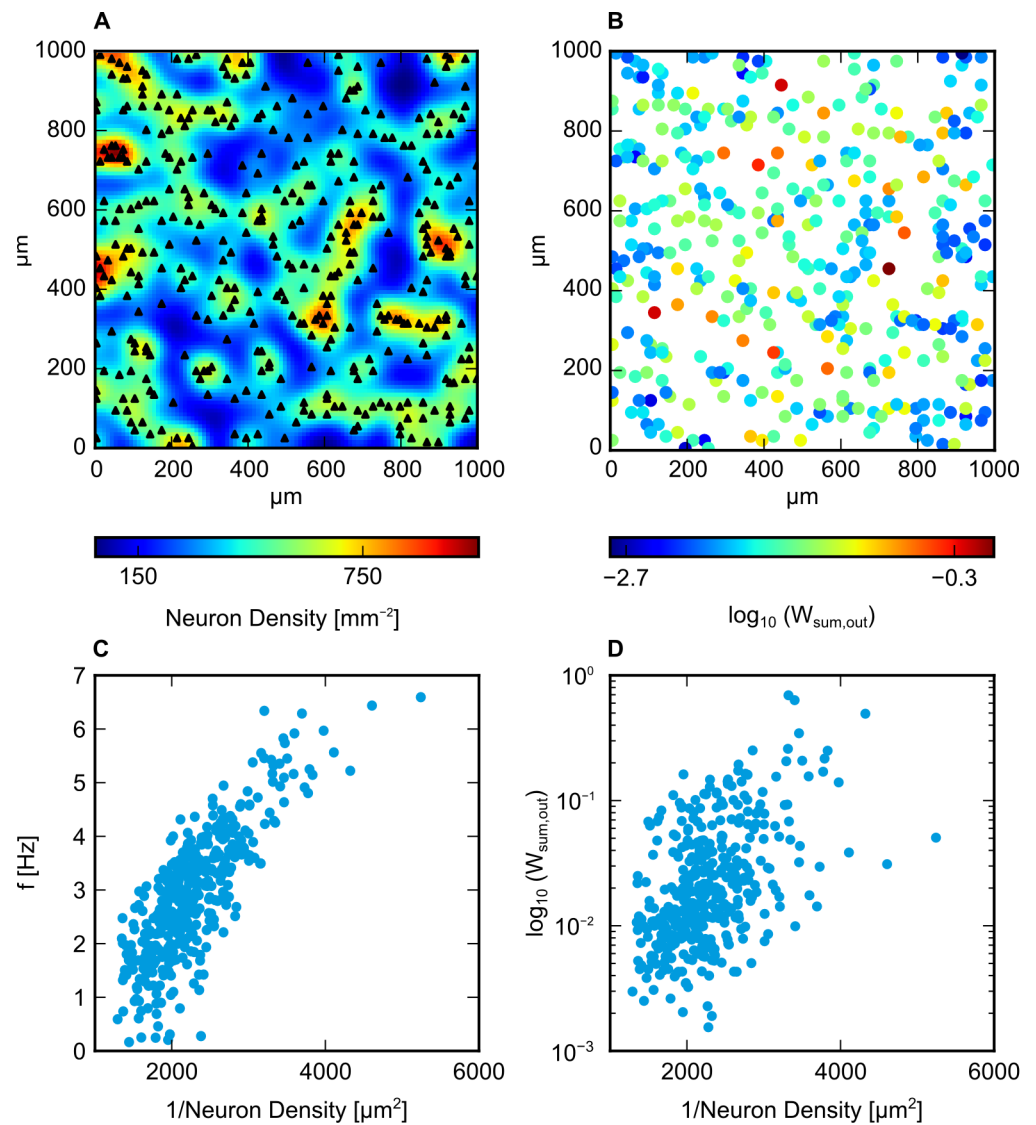 A
1000
800
600
400
200
0
µm
0 200 400 600 800 1000
µm
150 750
Neuron Density [mm⁻²]
B
1000
800
600
400
200
0
µm
0 200 400 600 800 1000
µm
−2.7 −0.3
log₁₀ (W_sum,out)
C
7
6
5
4
3
2
1
0
f [Hz]
2000 4000 6000
1/Neuron Density [µm²]
D
10⁰
10⁻¹
10⁻²
10⁻³
log₁₀ (W_sum,out)
2000 4000 6000
1/Neuron Density [µm²]